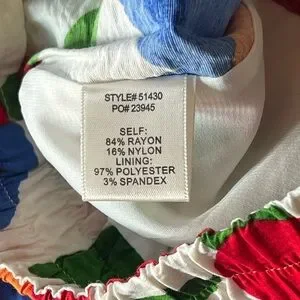 STYLE# 51430
PO# 23945
SELF:
84% RAYON
16% NYLON
LINING:
97% POLYESTER
3% SPANDEX